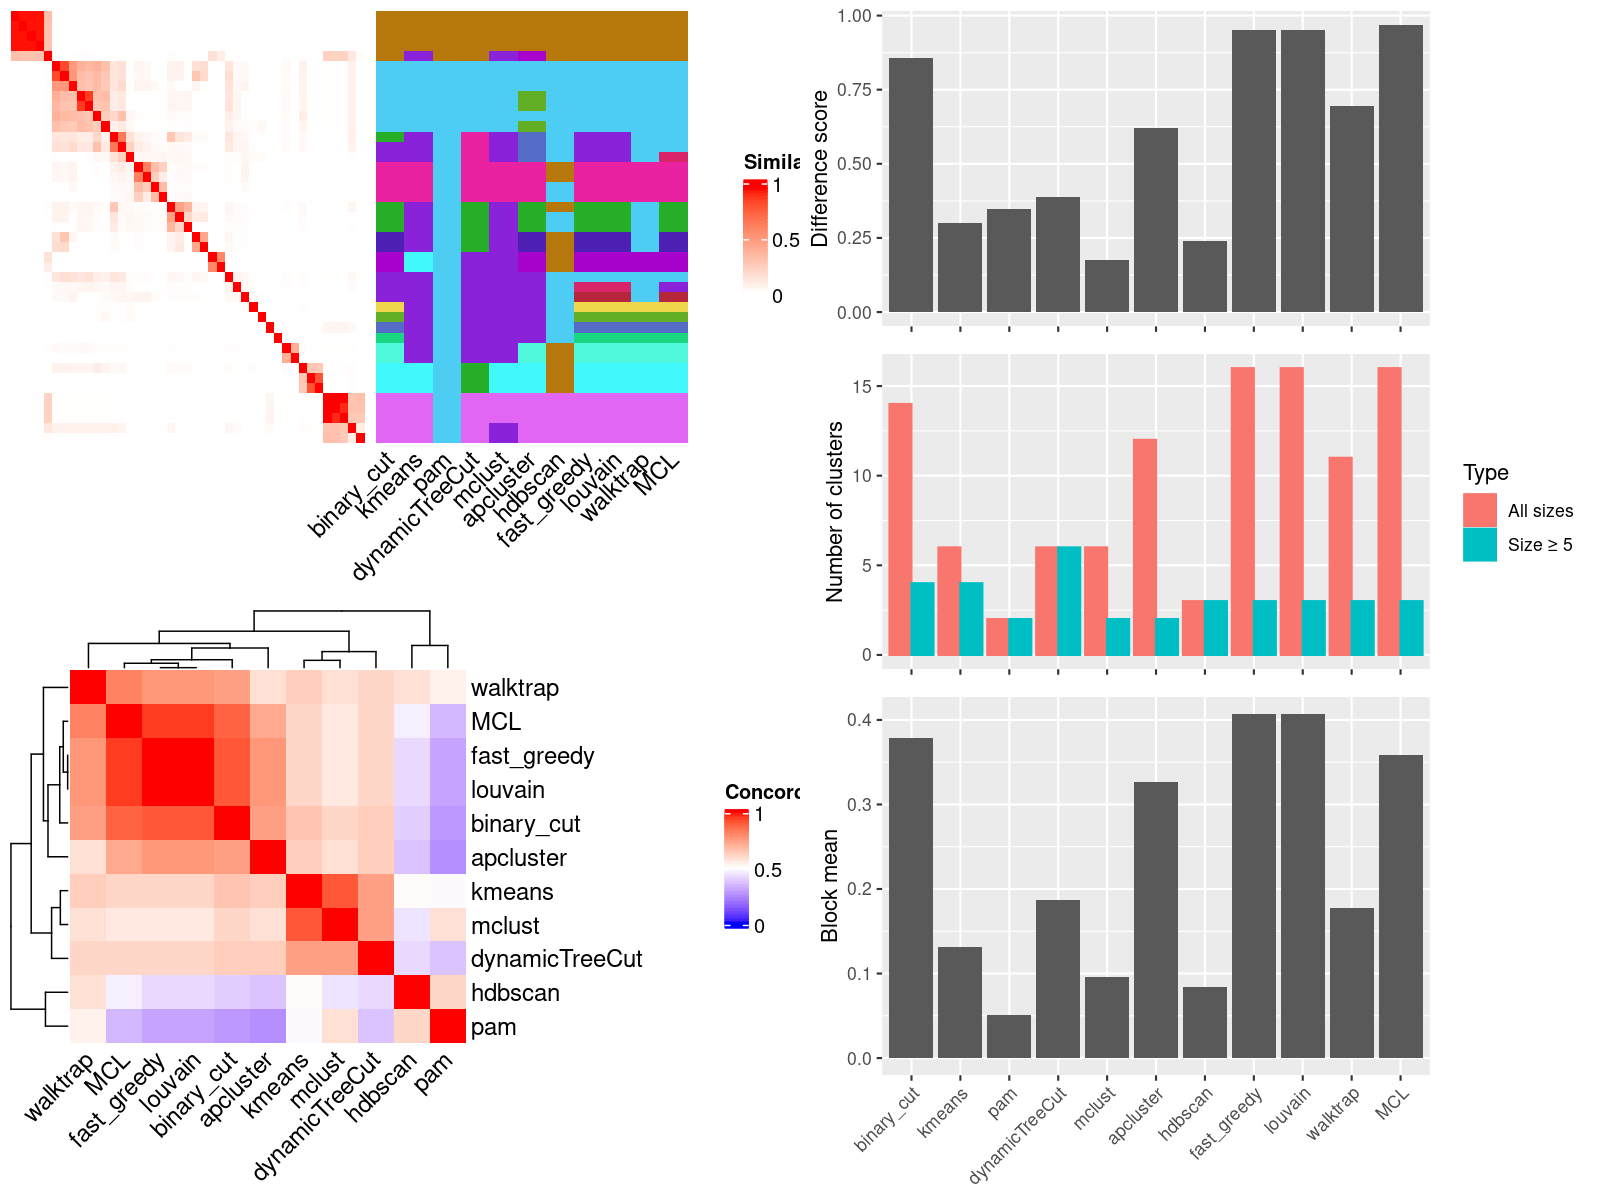 Simila
1
0.5
0
binary_cut
kmeans
pam
dynamicTreeCut
mclust
apcluster
hdbscan
fast_greedy
louvain
walktrap
MCL
walktrap
MCL
fast_greedy
louvain
binary_cut
apcluster
kmeans
mclust
dynamicTreeCut
hdbscan
pam
walktrap
MCL
fast_greedy
louvain
binary_cut
apcluster
kmeans
mclust
dynamicTreeCut
hdbscan
pam
Concord
1
0.5
0
Difference score
1.00
0.75
0.50
0.25
0.00
Number of clusters
15
10
5
0
Type
All sizes
Size ≥ 5
Block mean
0.4
0.3
0.2
0.1
0.0
binary_cut
kmeans
pam
dynamicTreeCut
mclust
apcluster
hdbscan
fast_greedy
louvain
walktrap
MCL